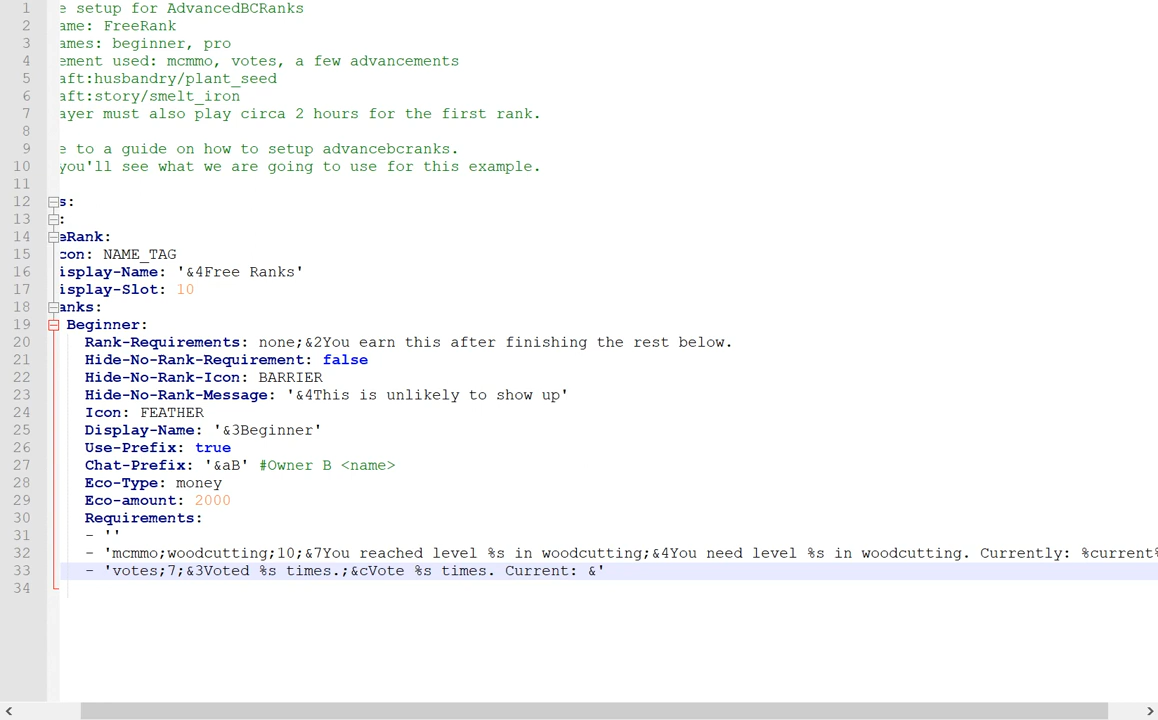 1 e setup for AdvancedBCRanks
2 ame: FreeRank
3 ames: beginner, pro
4 ement used: mcmmo, votes, a few advancements
5 aft:husbandry/plant_seed
6 aft:story/smelt_iron
7 ayer must also play circa 2 hours for the first rank.
8
9 e to a guide on how to setup advancebcranks.
10 you'll see what we are going to use for this example.
11
12 s:
13 :
14 eRank:
15 con: NAME_TAG
16 isplay-Name: '&4Free Ranks'
17 isplay-Slot: 10
18 anks:
19 Beginner:
20 Rank-Requirements: none;&2You earn this after finishing the rest below.
21 Hide-No-Rank-Requirement: false
22 Hide-No-Rank-Icon: BARRIER
23 Hide-No-Rank-Message: '&4This is unlikely to show up'
24 Icon: FEATHER
25 Display-Name: '&3Beginner'
26 Use-Prefix: true
27 Chat-Prefix: '&aB' #Owner B <name>
28 Eco-Type: money
29 Eco-amount: 2000
30 Requirements:
31 - ''
32 - 'mcmmo;woodcutting;10;&7You reached level %s in woodcutting;&4You need level %s in woodcutting. Currently: %current%
33 - 'votes;7;&3Voted %s times.;&cVote %s times. Current: &'
34